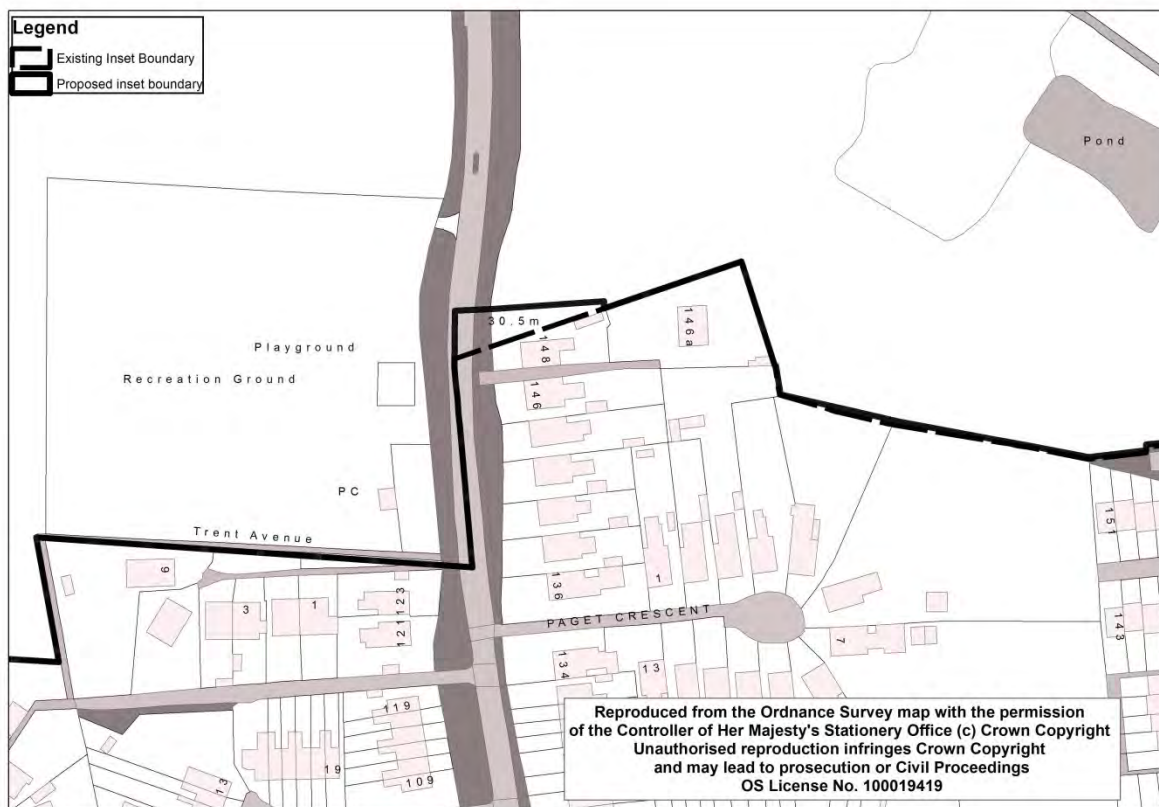 Legend
Existing Inset Boundary
Proposed inset boundary
Pond
30.5m
146a
148
146
Playground
Recreation Ground
PC
Trent Avenue
9
3
1
123
121
136
1
PAGET CRESCENT
151
143
7
134
13
119
109
19
13
Reproduced from the Ordnance Survey map with the permission
of the Controller of Her Majesty's Stationery Office (c) Crown Copyright
Unauthorised reproduction infringes Crown Copyright
and may lead to prosecution or Civil Proceedings
OS License No. 100019419